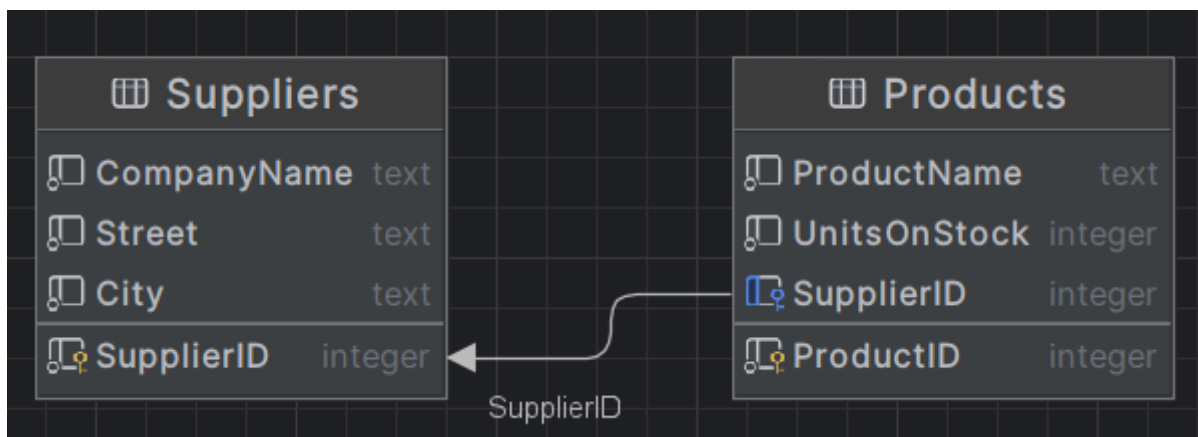 Suppliers
CompanyName text
Street text
City text
SupplierID integer
SupplierID
Products
ProductName text
UnitsOnStock integer
SupplierID integer
ProductID integer